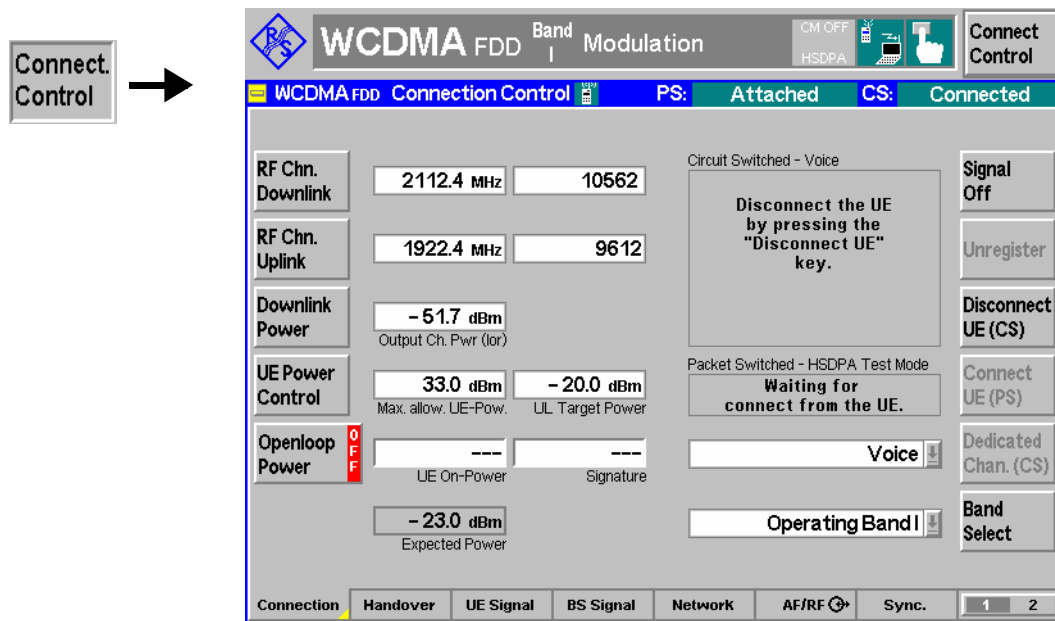 Connect.
Control
R&S
WCDMA FDD Band I Modulation
CM OFF
HSDPA
Connect
Control
WCDMA FDD Connection Control PS: Attached CS: Connected
RF Chn.
Downlink
2112.4 MHz 10562
RF Chn.
Uplink
1922.4 MHz 9612
Downlink
Power
– 51.7 dBm
Output Ch. Pwr (Ior)
UE Power
Control
33.0 dBm – 20.0 dBm
Max. allow. UE-Pow. UL Target Power
Openloop
Power
OFF
--- ---
UE On-Power Signature
– 23.0 dBm
Expected Power
Circuit Switched - Voice
Disconnect the UE
by pressing the
"Disconnect UE"
key.
Packet Switched - HSDPA Test Mode
Waiting for
connect from the UE.
Voice
Operating Band I
Signal
Off
Unregister
Disconnect
UE (CS)
Connect
UE (PS)
Dedicated
Chan. (CS)
Band
Select
Connection Handover UE Signal BS Signal Network AF/RF Sync. 1 2